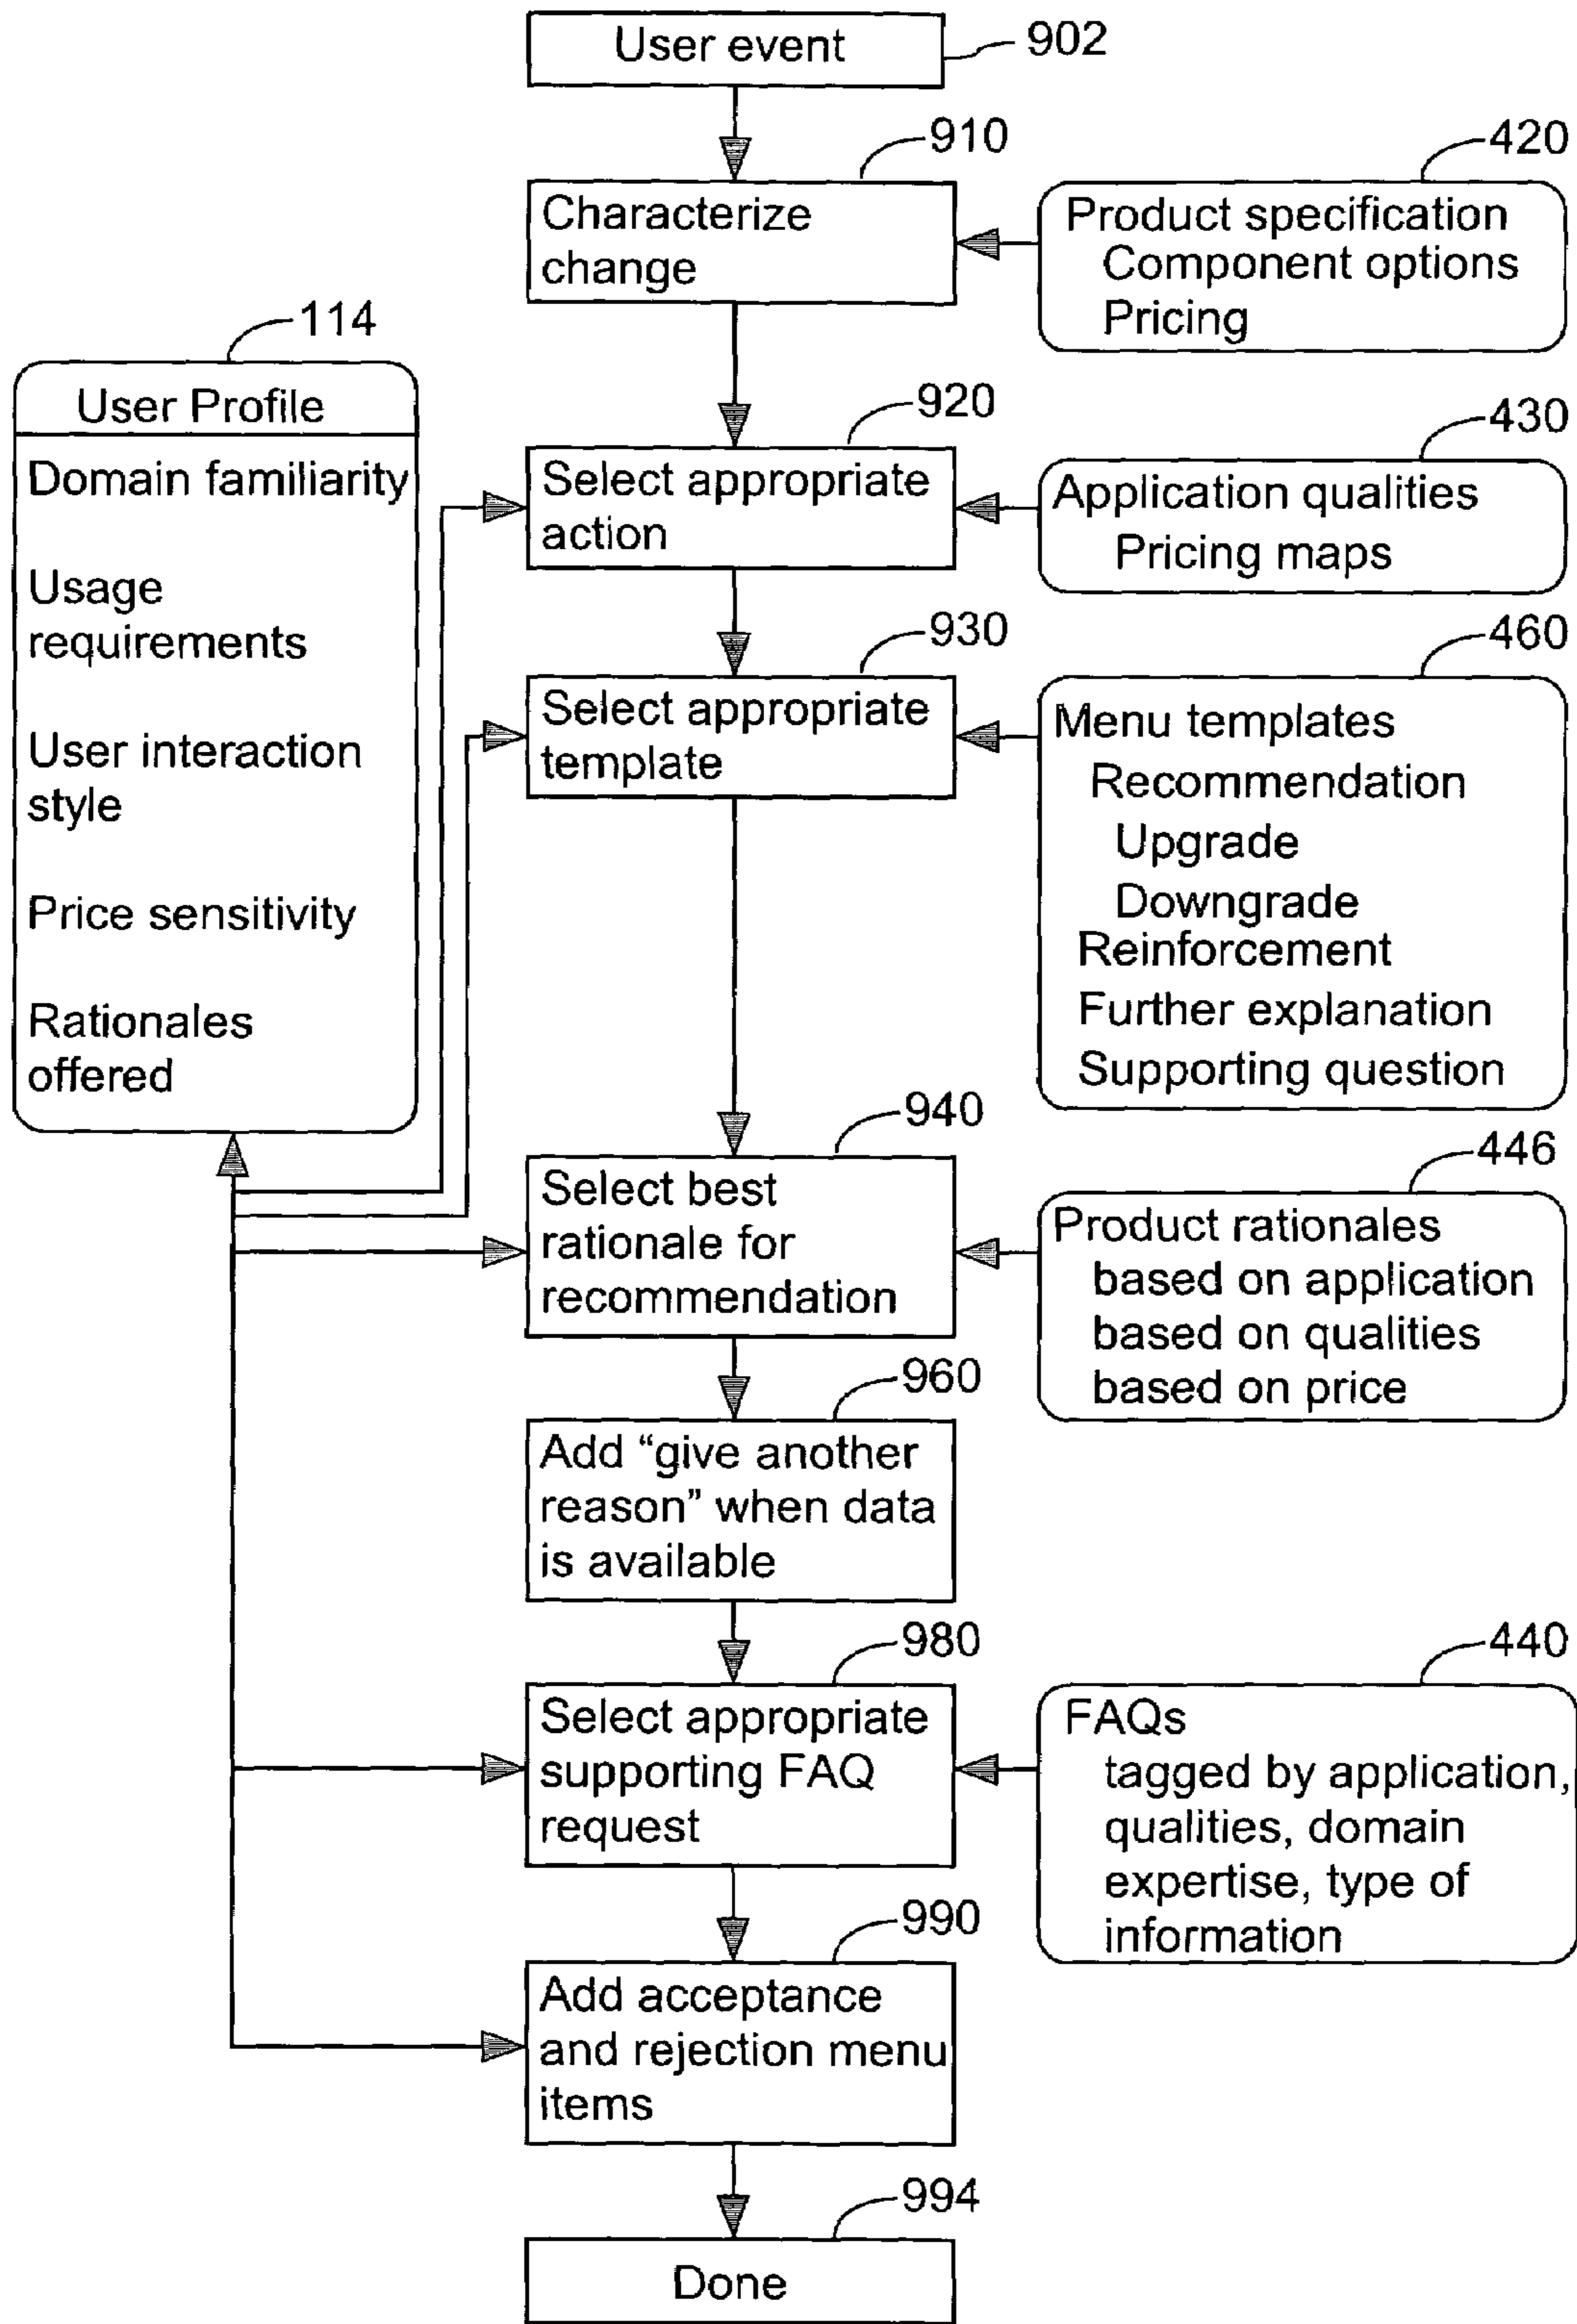 User event
902
910
Characterize
change
420
Product specification
Component options
Pricing
114
User Profile
Domain familiarity
Usage
requirements
User interaction
style
Price sensitivity
Rationales
offered
920
Select appropriate
action
430
Application qualities
Pricing maps
930
Select appropriate
template
460
Menu templates
Recommendation
Upgrade
Downgrade
Reinforcement
Further explanation
Supporting question
940
Select best
rationale for
recommendation
446
Product rationales
based on application
based on qualities
based on price
960
Add “give another
reason” when data
is available
980
Select appropriate
supporting FAQ
request
440
FAQs
tagged by application,
qualities, domain
expertise, type of
information
990
Add acceptance
and rejection menu
items
994
Done